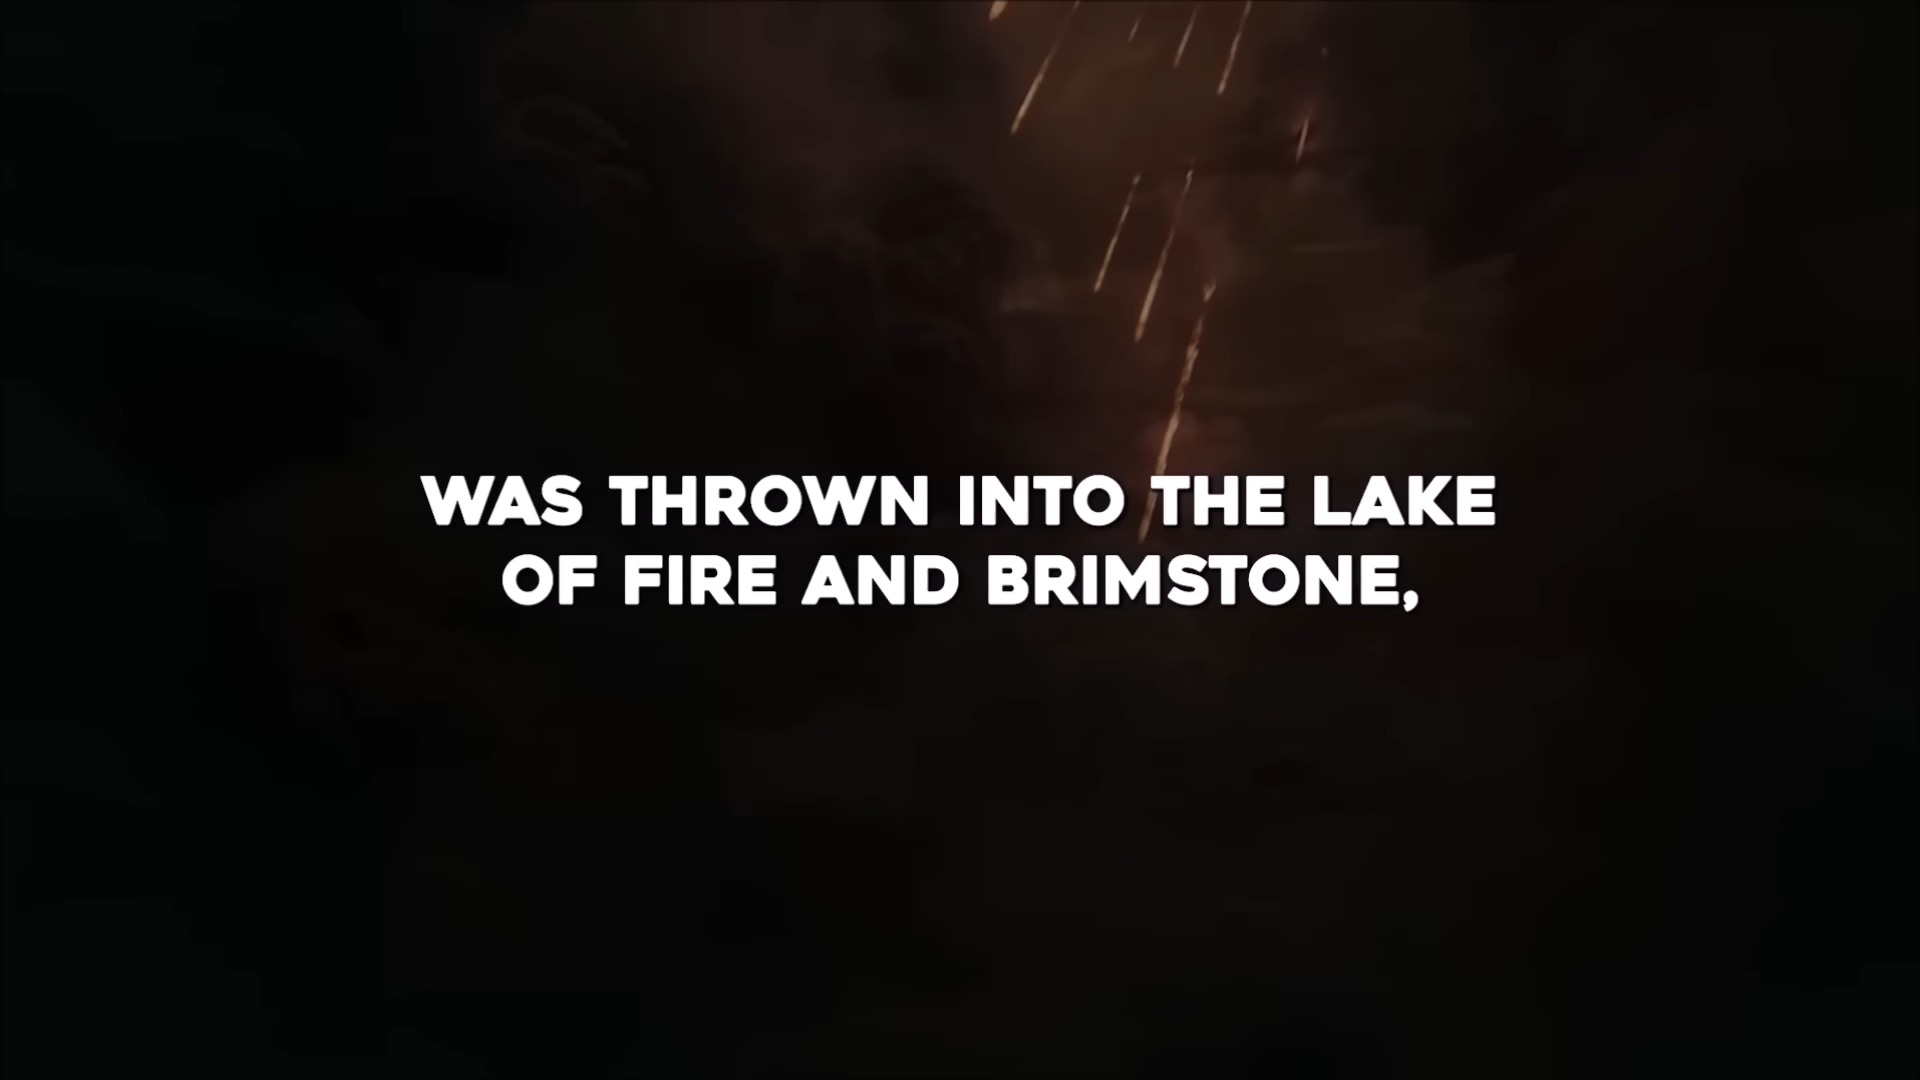 WAS THROWN INTO THE LAKE
OF FIRE AND BRIMSTONE,